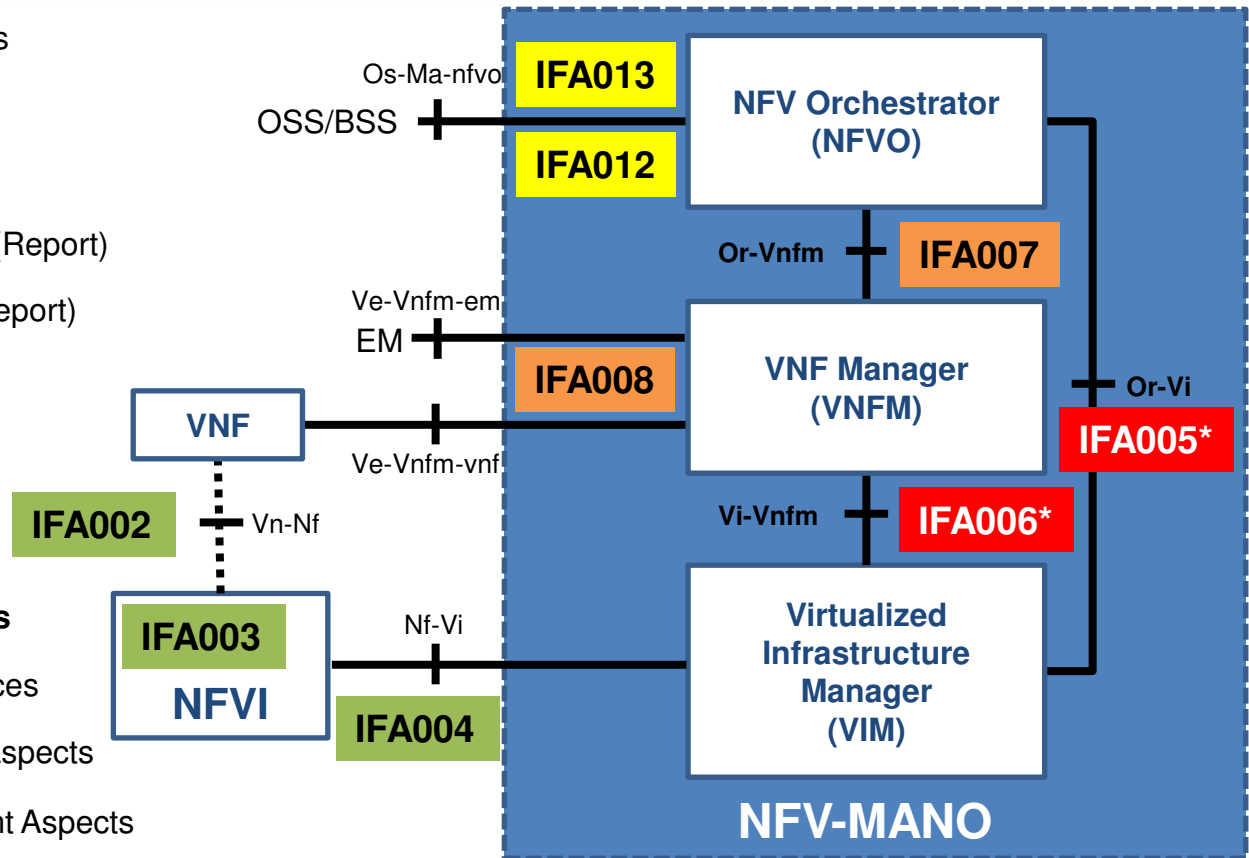 s
(Report)
eport)
s
ces
spects
nt Aspects
Os-Ma-nfvo
OSS/BSS
IFA013
IFA012
NFV Orchestrator
(NFVO)
Or-Vnfm
IFA007
Ve-Vnfm-em
EM
IFA008
VNF Manager
(VNFM)
Or-Vi
IFA005*
VNF
Ve-Vnfm-vnf
IFA002
Vn-Nf
Vi-Vnfm
IFA006*
IFA003
NFVI
Nf-Vi
IFA004
Virtualized
Infrastructure
Manager
(VIM)
NFV-MANO